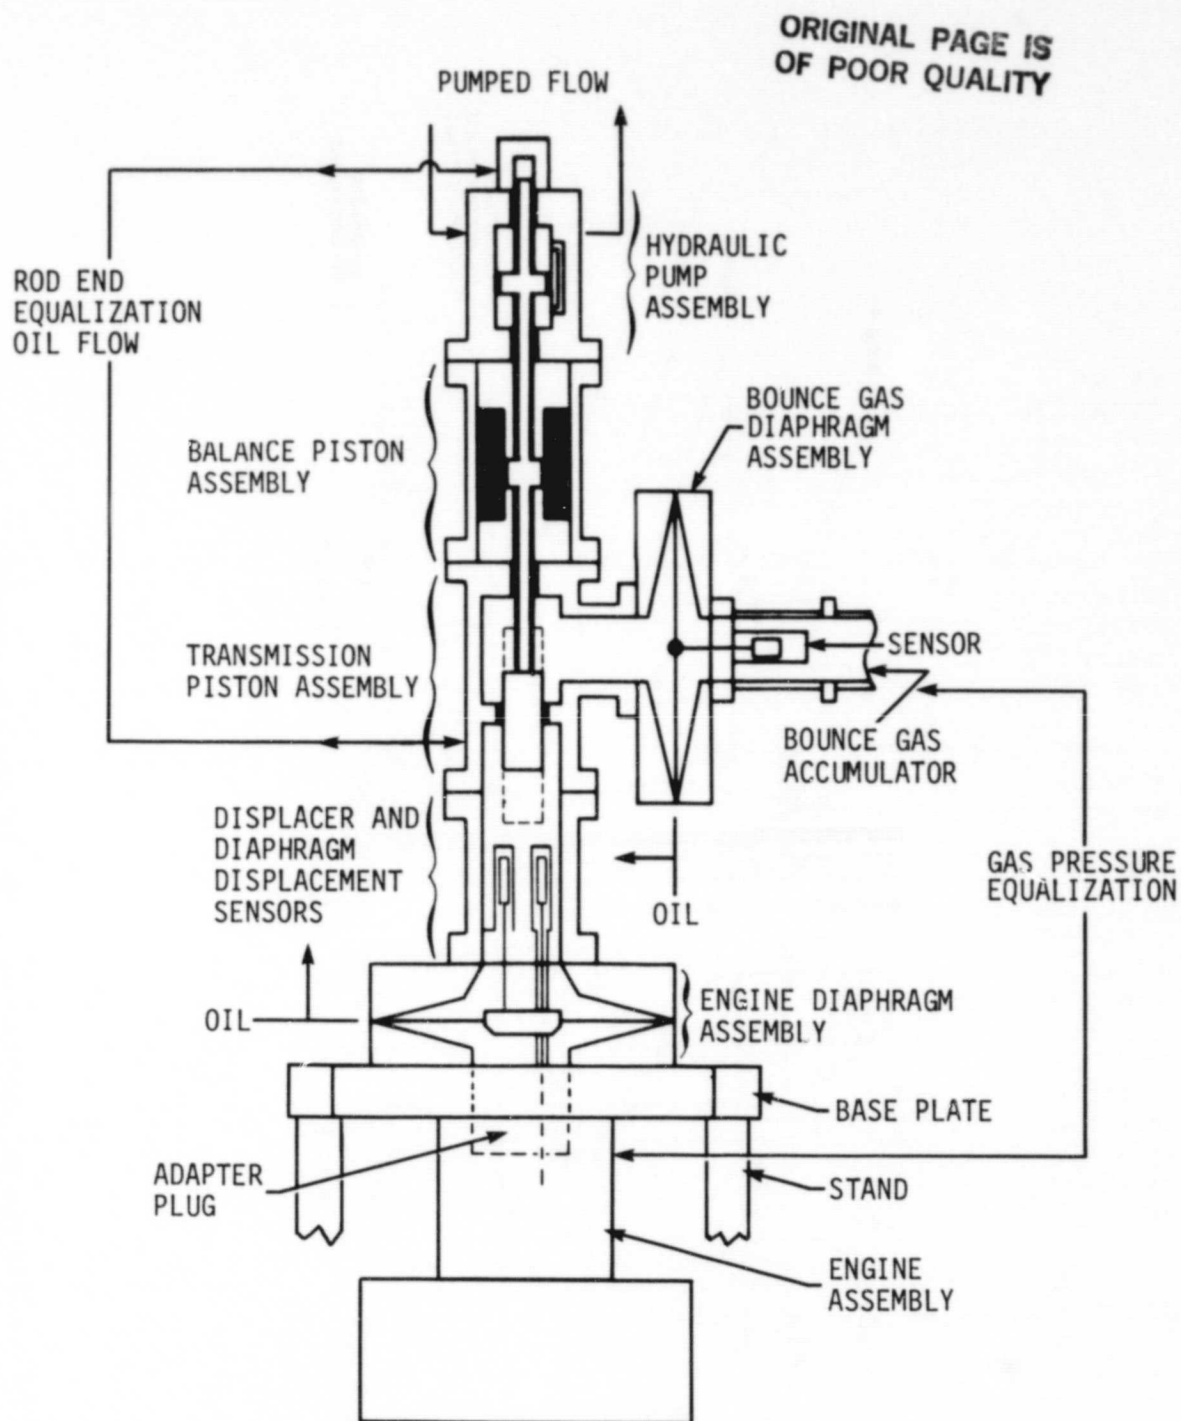 ORIGINAL PAGE IS
OF POOR QUALITY
PUMPED FLOW
HYDRAULIC
PUMP
ASSEMBLY
ROD END
EQUALIZATION
OIL FLOW
BOUNCE GAS
DIAPHRAGM
ASSEMBLY
BALANCE PISTON
ASSEMBLY
SENSOR
TRANSMISSION
PISTON ASSEMBLY
BOUNCE GAS
ACCUMULATOR
DISPLACER AND
DIAPHRAGM
DISPLACEMENT
SENSORS
GAS PRESSURE
EQUALIZATION
OIL
OIL
ENGINE DIAPHRAGM
ASSEMBLY
BASE PLATE
ADAPTER
PLUG
STAND
ENGINE
ASSEMBLY